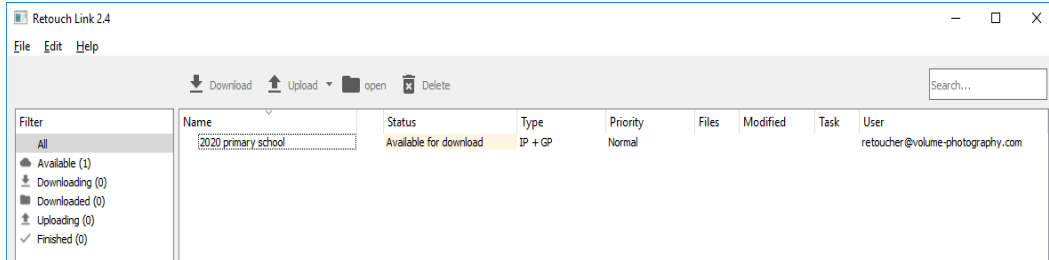 Retouch Link 2.4
File Edit Help
Download Upload open Delete Search...
Filter Name Status Type Priority Files Modified Task User
All 2020 primary school Available for download IP + GP Normal retoucher@volume-photography.com
Available (1)
Downloading (0)
Downloaded (0)
Uploading (0)
Finished (0)